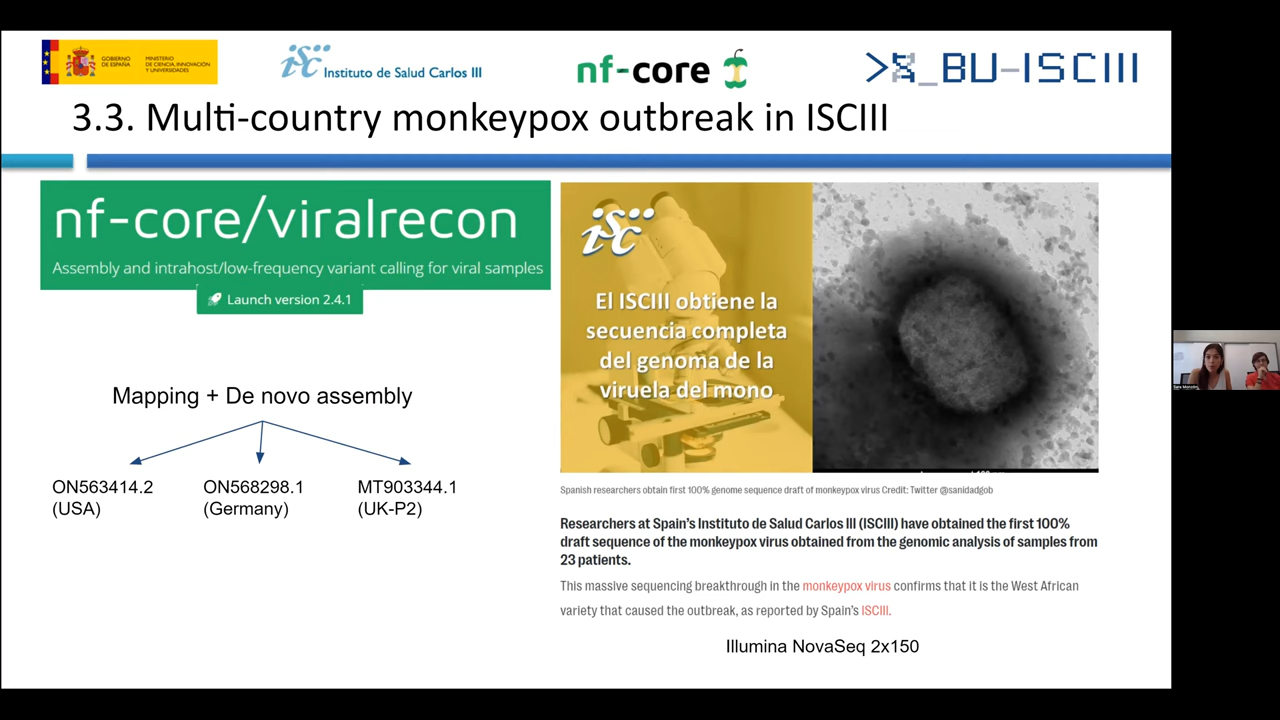 GOBIERNO
DE ESPAÑA
MINISTERIO
DE CIENCIA, INNOVACIÓN
Y UNIVERSIDADES
isciii
Instituto de Salud Carlos III
nf-core
>X_BU-ISCIII
3.3. Multi-country monkeypox outbreak in ISCIII
nf-core/viralrecon
Assembly and intrahost/low-frequency variant calling for viral samples
Launch version 2.4.1
Mapping + De novo assembly
ON563414.2
(USA)
ON568298.1
(Germany)
MT903344.1
(UK-P2)
isciii
El ISCIII obtiene la
secuencia completa
del genoma de la
viruela del mono
Spanish researchers obtain first 100% genome sequence draft of monkeypox virus Credit: Twitter @sanidadgob
Researchers at Spain's Instituto de Salud Carlos III (ISCIII) have obtained the first 100%
draft sequence of the monkeypox virus obtained from the genomic analysis of samples from
23 patients.
This massive sequencing breakthrough in the monkeypox virus confirms that it is the West African
variety that caused the outbreak, as reported by Spain's ISCIII.
Illumina NovaSeq 2x150